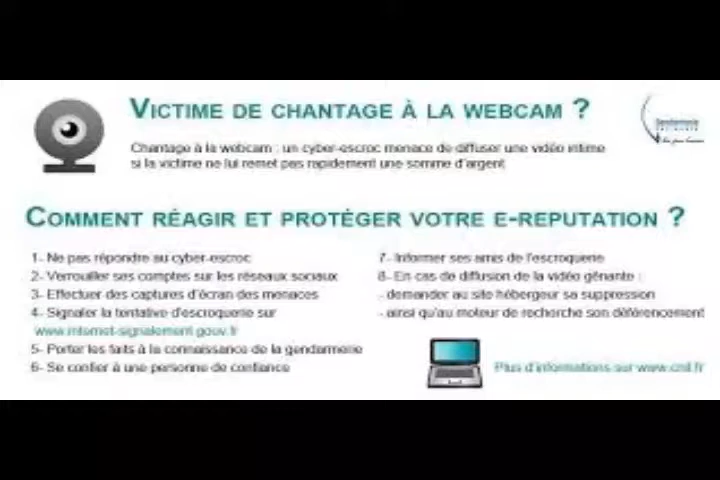 VICTIME DE CHANTAGE À LA WEBCAM ?
Gendarmerie
Chantage à la webcam : un cyber-escroc menace de diffuser une vidéo intime
si la victime ne lui remet pas rapidement une somme d'argent
COMMENT RÉAGIR ET PROTÉGER VOTRE E-REPUTATION ?
1- Ne pas répondre au cyber-escroc
2- Verrouiller ses comptes sur les réseaux sociaux
3- Effectuer des captures d'écran des menaces
4- Signaler la tentative d'escroquerie sur
www.internet-signalement.gouv.fr
5- Porter les faits à la connaissance de la gendarmerie
6- Se confier à une personne de confiance
7- Informer ses amis de l'escroquerie
8- En cas de diffusion de la vidéo gênante :
- demander au site hébergeur sa suppression
- ainsi qu'au moteur de recherche son déférencement
Plus d'informations sur www.cnil.fr